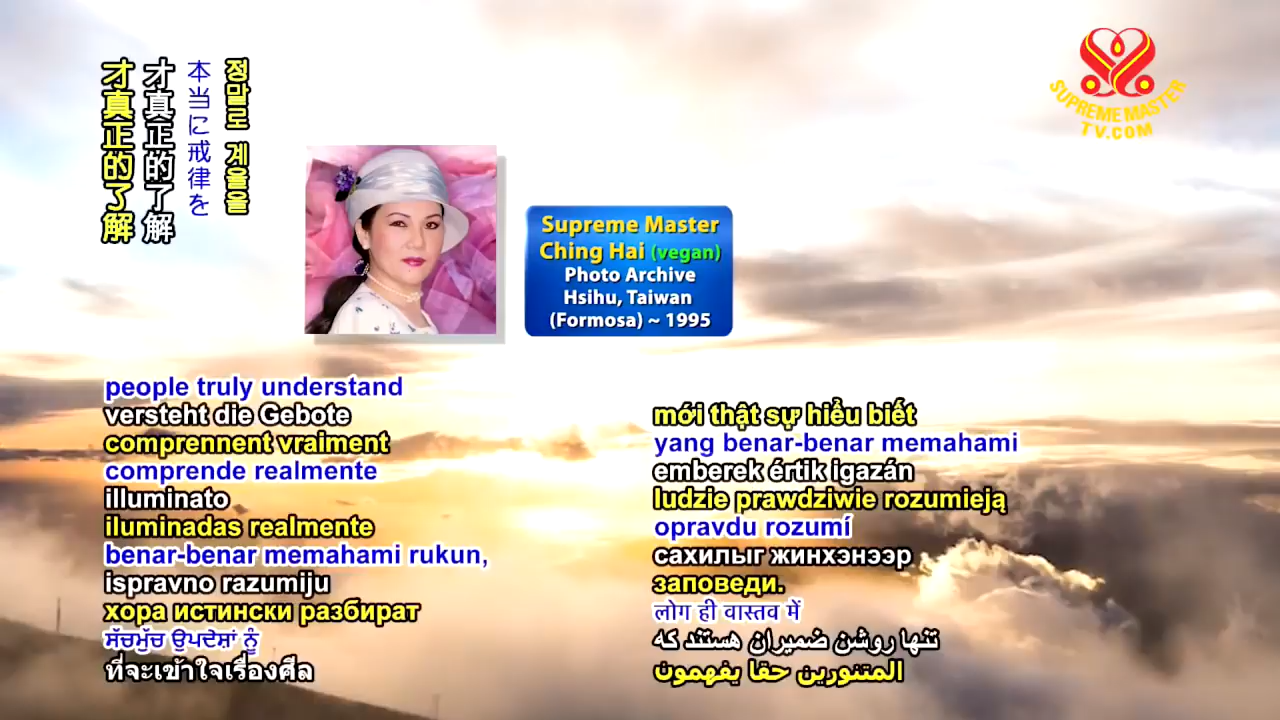 정말로 계율을
本当に戒律を
才真正的了解
才真正的了解
SUPREME MASTER
TV.COM
Supreme Master
Ching Hai (vegan)
Photo Archive
Hsihu, Taiwan
(Formosa) ~ 1995
people truly understand
versteht die Gebote
comprennent vraiment
comprende realmente
illuminato
iluminadas realmente
benar-benar memahami rukun,
ispravno razumiju
хора истински разбират
ਸੱਚਮੁੱਚ ਉਪਦੇਸ਼ਾਂ ਨੂੰ
ที่จะเข้าใจเรื่องศีล
mới thật sự hiểu biết
yang benar-benar memahami
emberek értik igazán
ludzie prawdziwie rozumieją
opravdu rozumí
сахилыг жинхэнээр
заповеди.
लोग ही वास्तव में
تنها روشن ضمیران هستند که
المتنورين حقا يفهمون